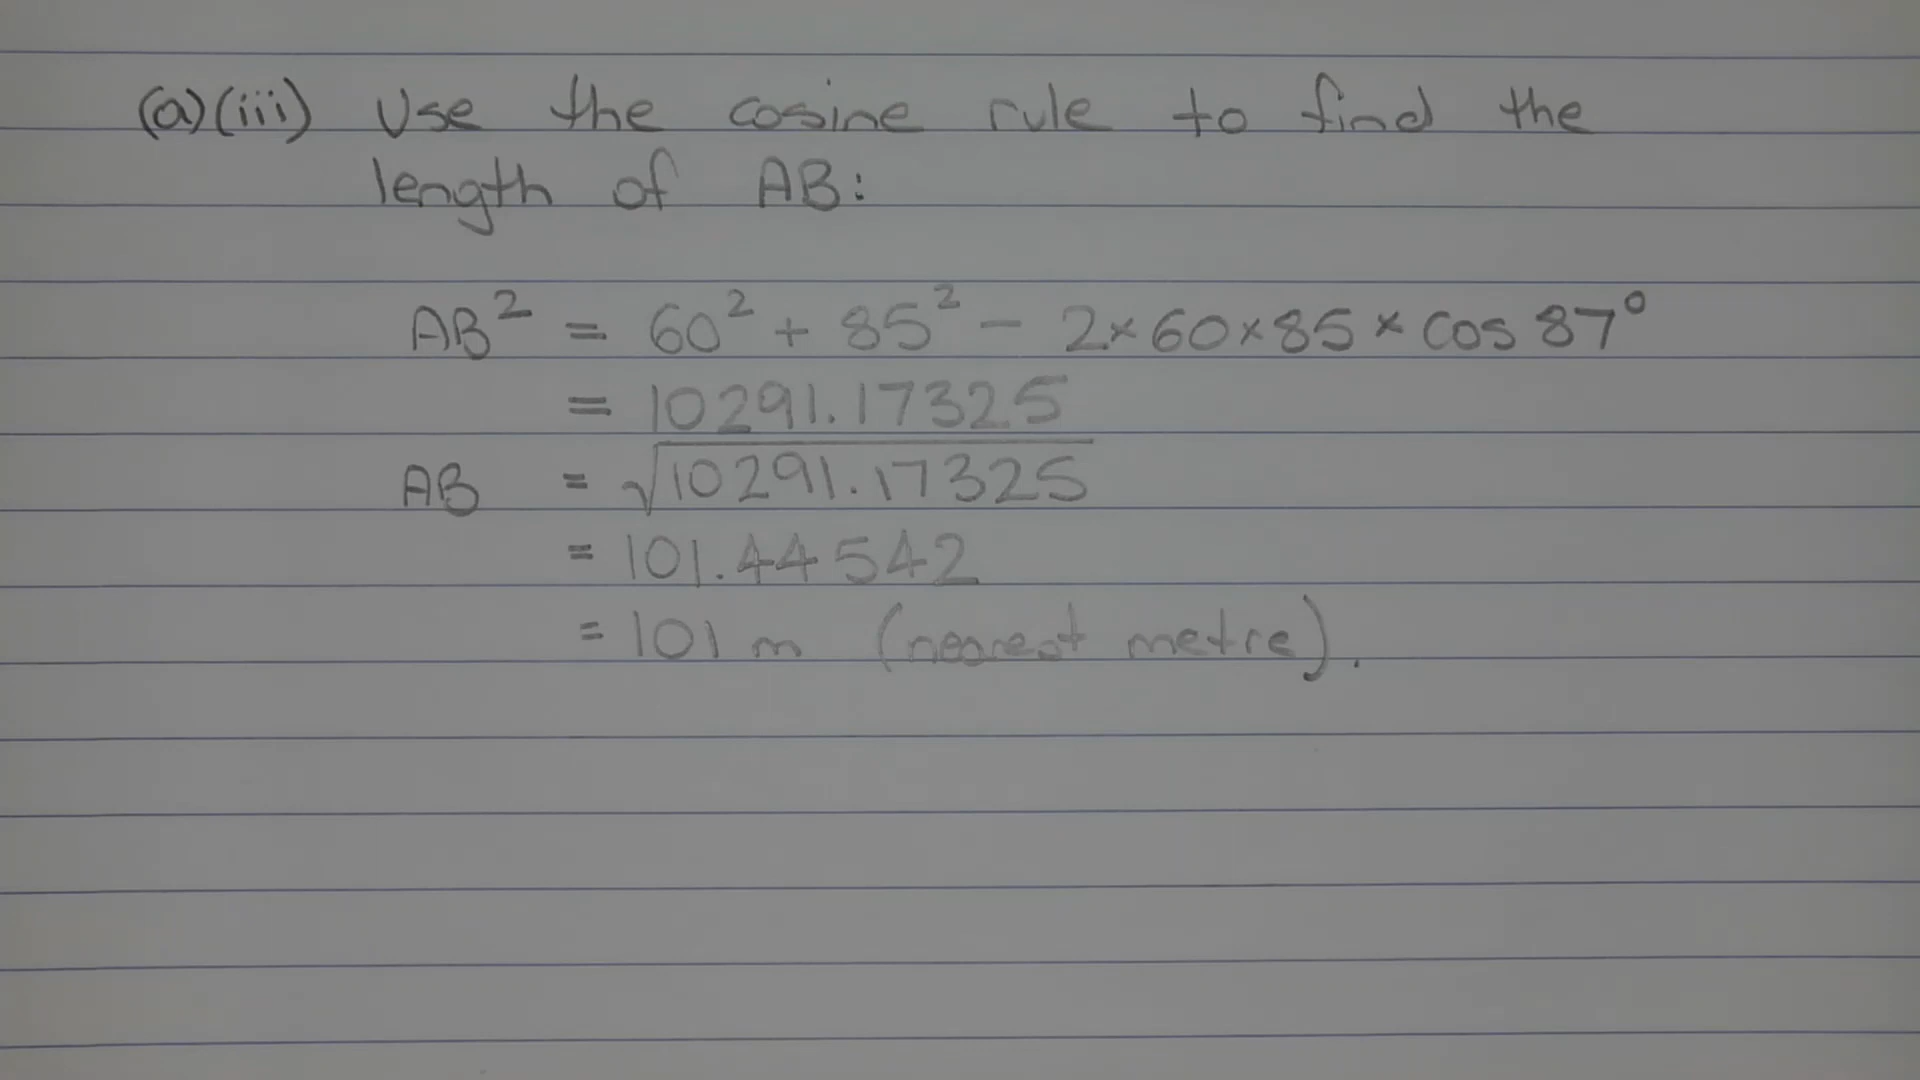 (a)(iii) Use the cosine rule to find the
length of AB:
AB² = 60² + 85² - 2×60×85 × cos 87°
= 10291.17325
AB = √10291.17325
= 101.44542
= 101 m (nearest metre).